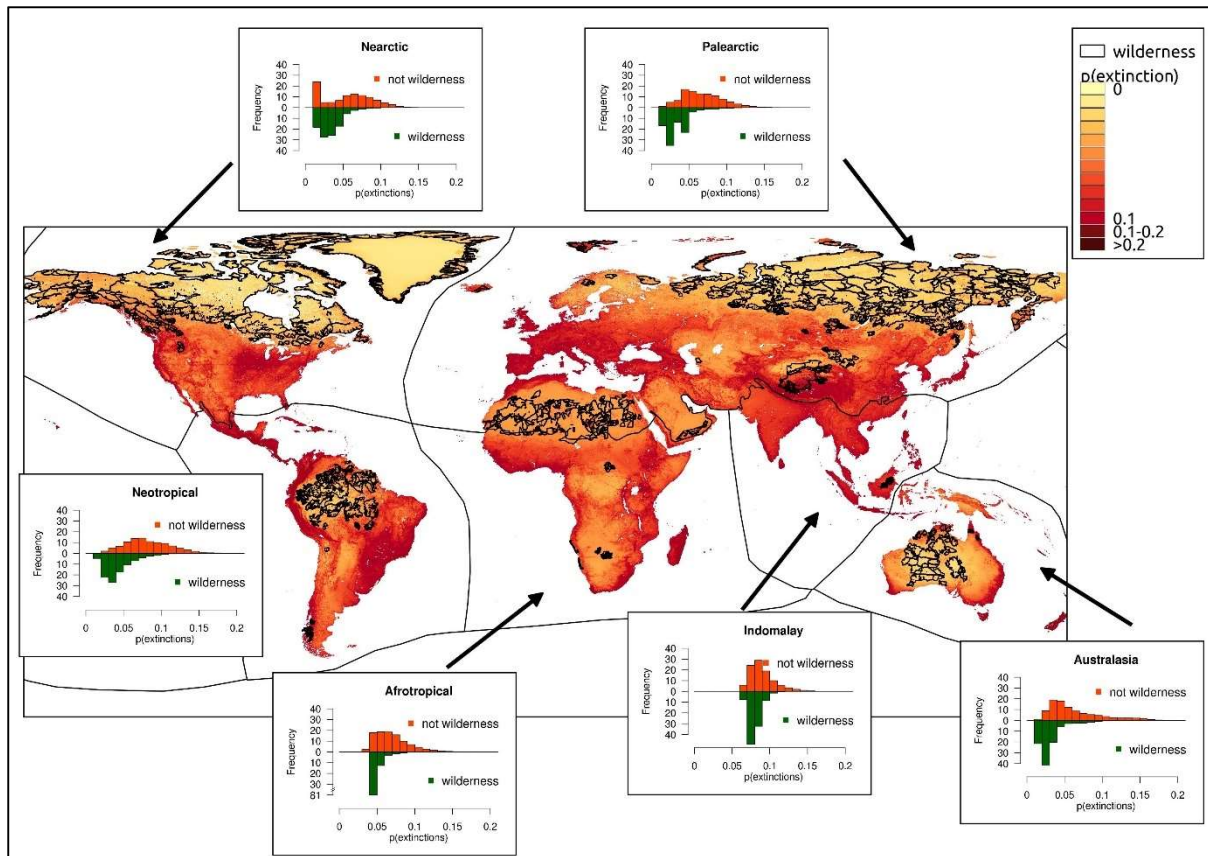 Nearctic
40
30
20
10
0
10
20
30
40
Frequency
not wilderness
wilderness
0 0.05 0.1 0.15 0.2
p(extinctions)
Palearctic
40
30
20
10
0
10
20
30
40
Frequency
not wilderness
wilderness
0 0.05 0.1 0.15 0.2
p(extinctions)
wilderness
p(extinction)
0
0.1
0.1-0.2
>0.2
Neotropical
40
30
20
10
0
10
20
30
40
Frequency
not wilderness
wilderness
0 0.05 0.1 0.15 0.2
p(extinctions)
Afrotropical
40
30
20
10
0
10
20
30
81
Frequency
not wilderness
wilderness
0 0.05 0.1 0.15 0.2
p(extinctions)
Indomalay
40
30
20
10
0
10
20
30
40
Frequency
not wilderness
wilderness
0 0.05 0.1 0.15 0.2
p(extinctions)
Australasia
40
30
20
10
0
10
20
30
40
Frequency
not wilderness
wilderness
0 0.05 0.1 0.15 0.2
p(extinctions)